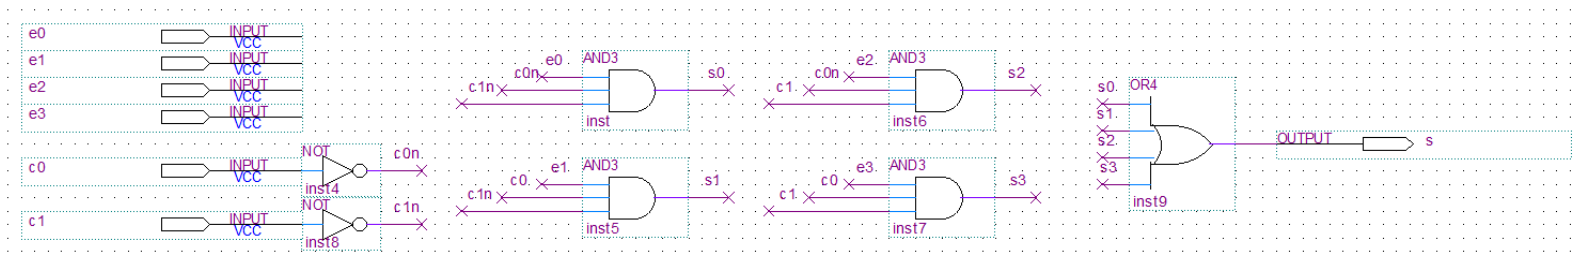 e0 INPUT VCC
e1 INPUT VCC
e2 INPUT VCC
e3 INPUT VCC
c0 INPUT VCC NOT inst4 c0n
c1 INPUT VCC NOT inst8 c1n
AND3 e0 c0n c1n s0 inst
AND3 e1 c0 c1n s1 inst5
AND3 e2 c0n c1 s2 inst6
AND3 e3 c0 c1 s3 inst7
OR4 s0 s1 s2 s3 inst9
OUTPUT s